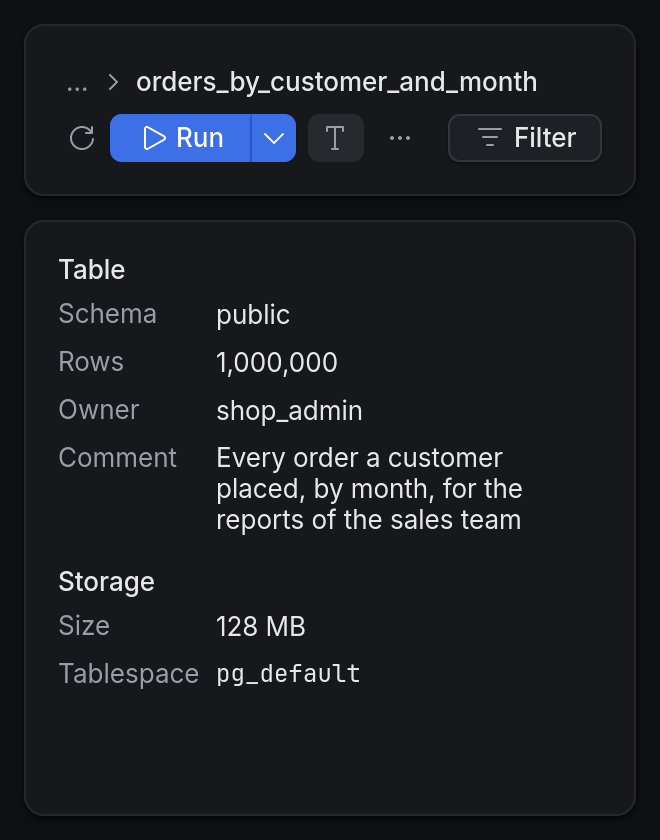 ... > orders_by_customer_and_month
Run T ... Filter
Table
Schema public
Rows 1,000,000
Owner shop_admin
Comment Every order a customer
placed, by month, for the
reports of the sales team
Storage
Size 128 MB
Tablespace pg_default